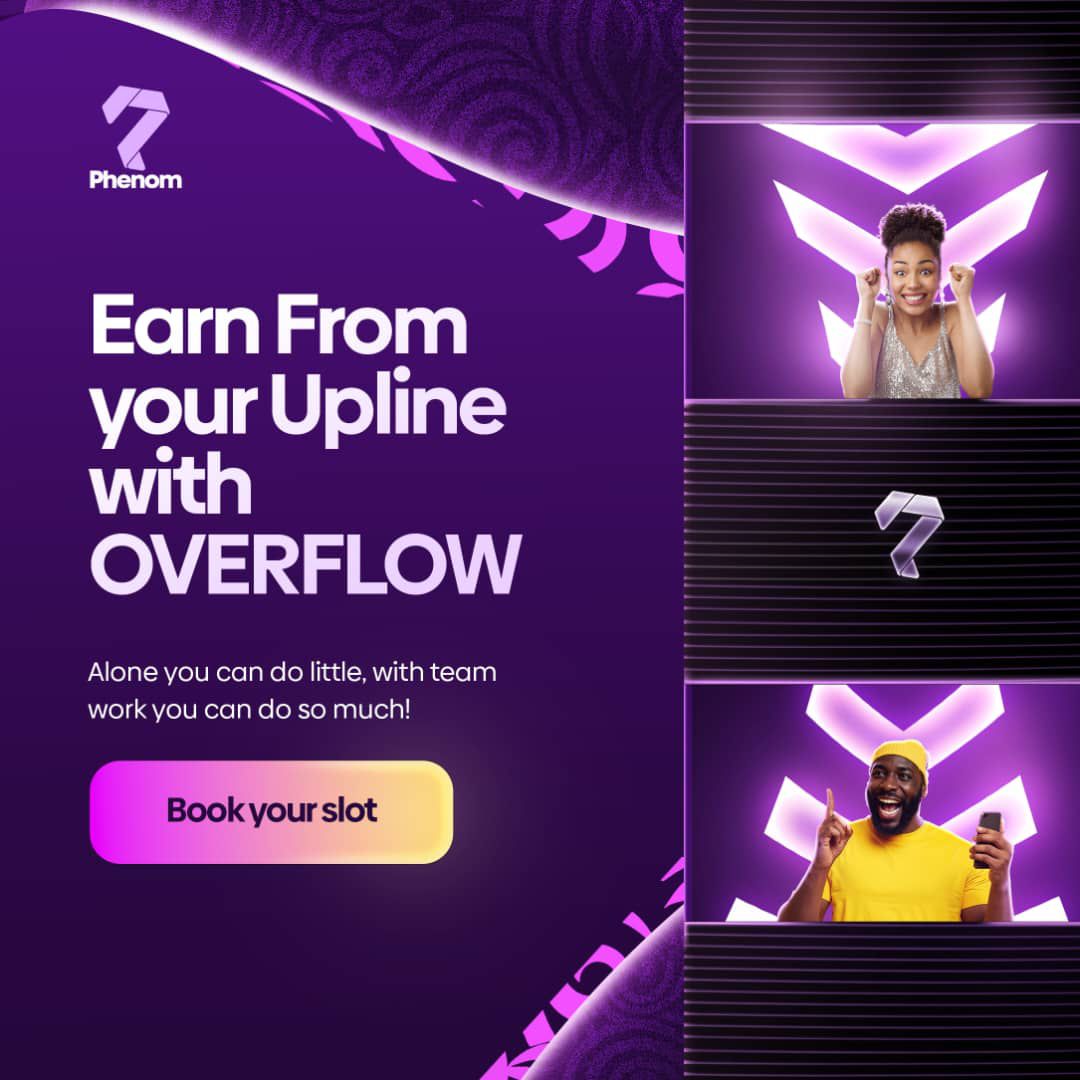 Phenom
Earn From
your Upline
with
OVERFLOW
Alone you can do little, with team
work you can do so much!
Book your slot